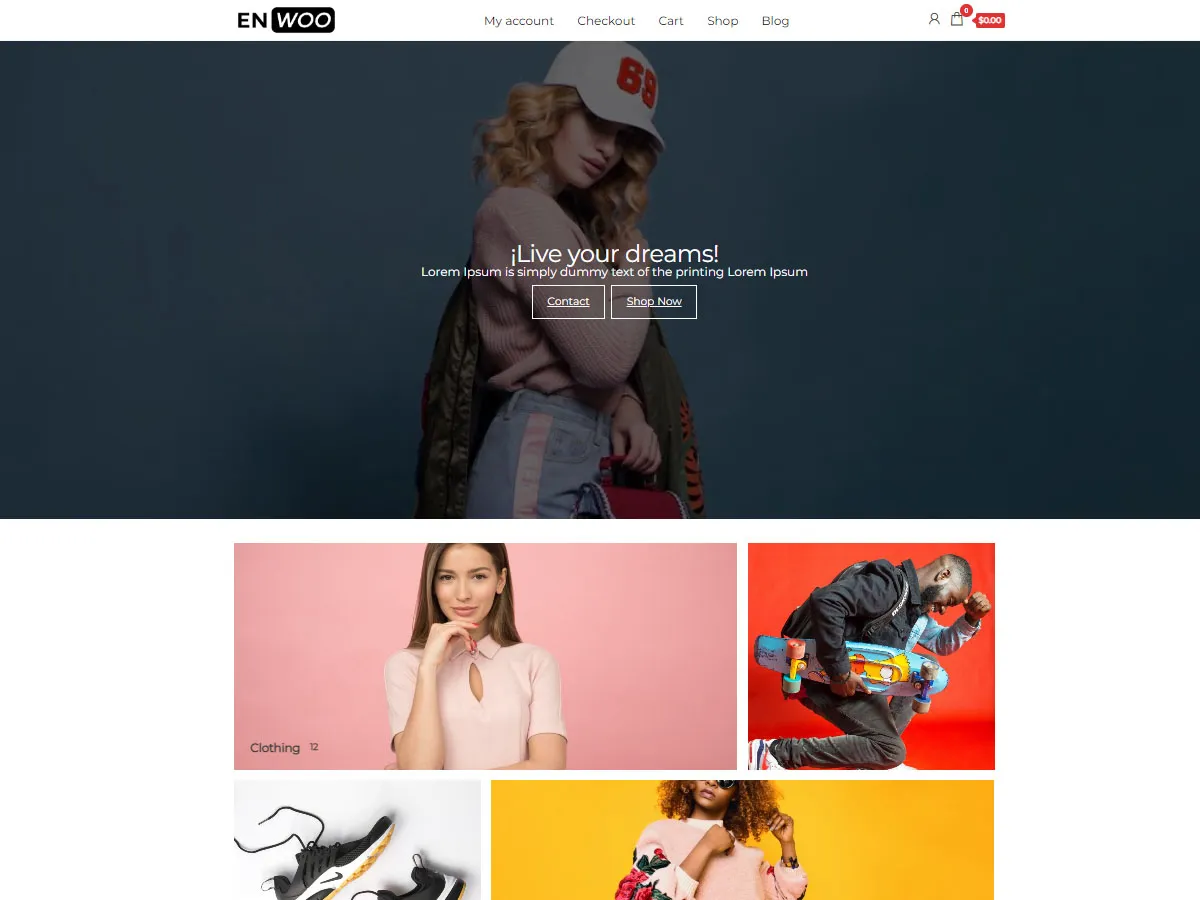 EN WOO
My account
Checkout
Cart
Shop
Blog
0
$0.00
69
¡Live your dreams!
Lorem Ipsum is simply dummy text of the printing Lorem Ipsum
Contact
Shop Now
Clothing 12